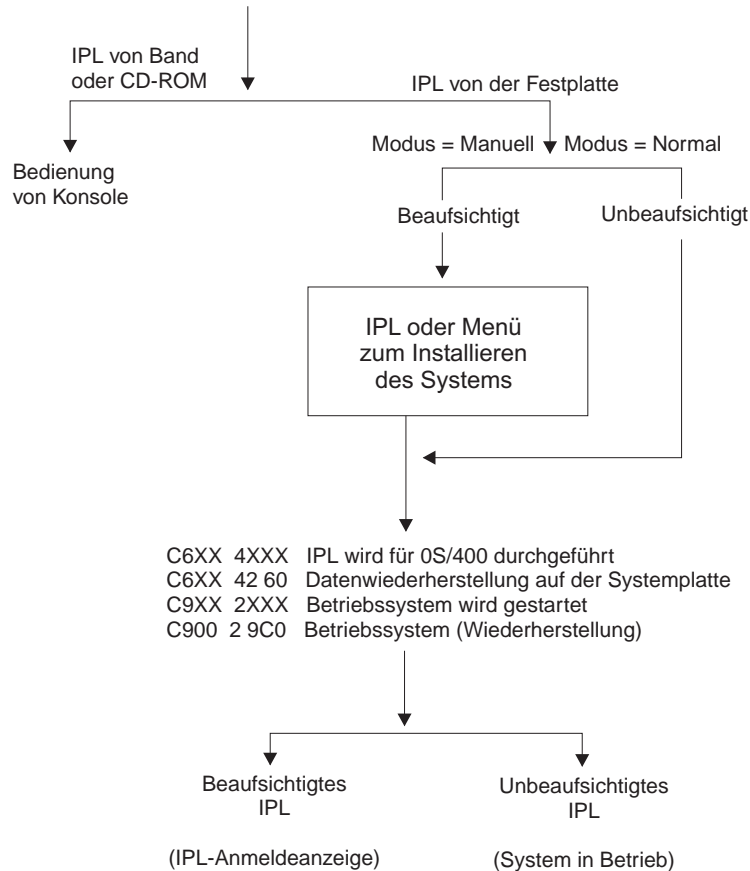 IPL von Band
oder CD-ROM
IPL von der Festplatte
Bedienung
von Konsole
Modus = Manuell
Modus = Normal
Beaufsichtigt
Unbeaufsichtigt
IPL oder Menü
zum Installieren
des Systems
C6XX 4XXX IPL wird für 0S/400 durchgeführt
C6XX 42 60 Datenwiederherstellung auf der Systemplatte
C9XX 2XXX Betriebssystem wird gestartet
C900 2 9C0 Betriebssystem (Wiederherstellung)
Beaufsichtigtes
IPL
(IPL-Anmeldeanzeige)
Unbeaufsichtigtes
IPL
(System in Betrieb)